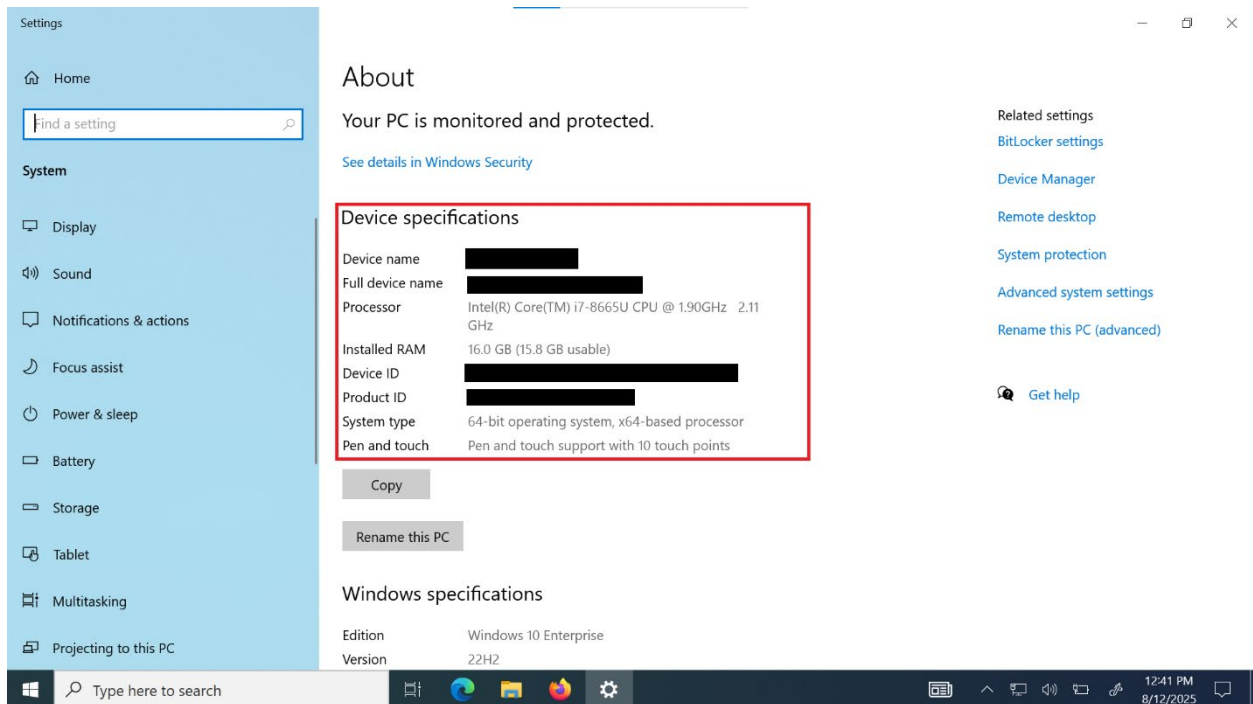 Settings
Home
Find a setting
System
Display
Sound
Notifications & actions
Focus assist
Power & sleep
Battery
Storage
Tablet
Multitasking
Projecting to this PC
About
Your PC is monitored and protected.
See details in Windows Security
Device specifications
Device name
Full device name
Processor Intel(R) Core(TM) i7-8665U CPU @ 1.90GHz 2.11
GHz
Installed RAM 16.0 GB (15.8 GB usable)
Device ID
Product ID
System type 64-bit operating system, x64-based processor
Pen and touch Pen and touch support with 10 touch points
Copy
Rename this PC
Windows specifications
Edition Windows 10 Enterprise
Version 22H2
Related settings
BitLocker settings
Device Manager
Remote desktop
System protection
Advanced system settings
Rename this PC (advanced)
Get help
Type here to search
12:41 PM
8/12/2025